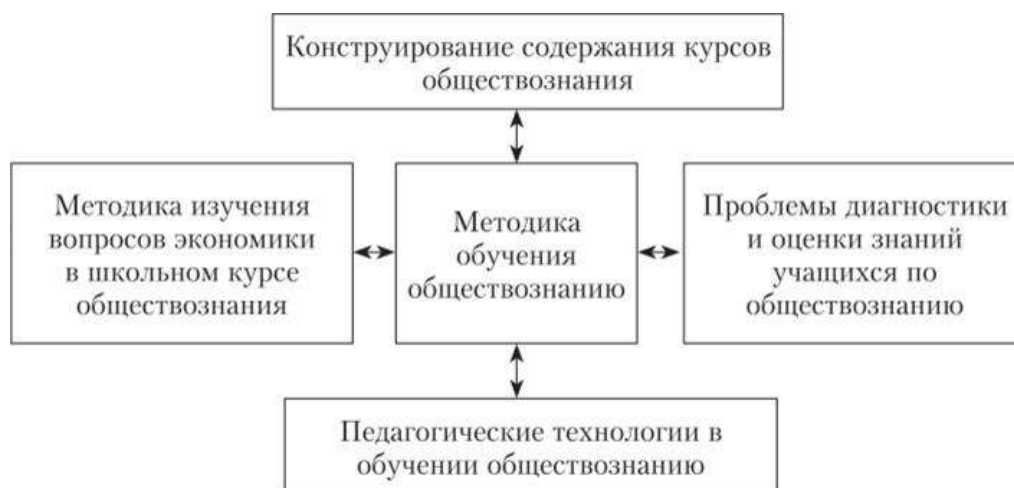 Конструирование содержания курсов
обществознания
Методика изучения
вопросов экономики
в школьном курсе
обществознания
Методика
обучения
обществознанию
Проблемы диагностики
и оценки знаний
учащихся по
обществознанию
Педагогические технологии в
обучении обществознанию